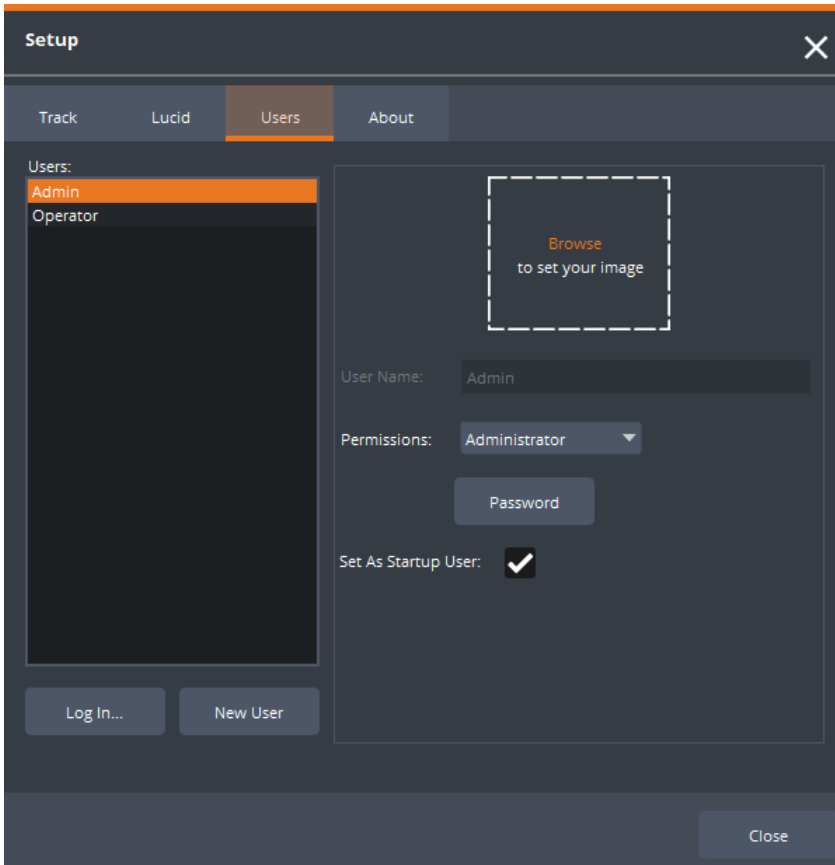 Setup
Track
Lucid
Users
About
Users:
Admin
Operator
Browse
to set your image
User Name:
Admin
Permissions:
Administrator
Password
Set As Startup User:
Log In...
New User
Close